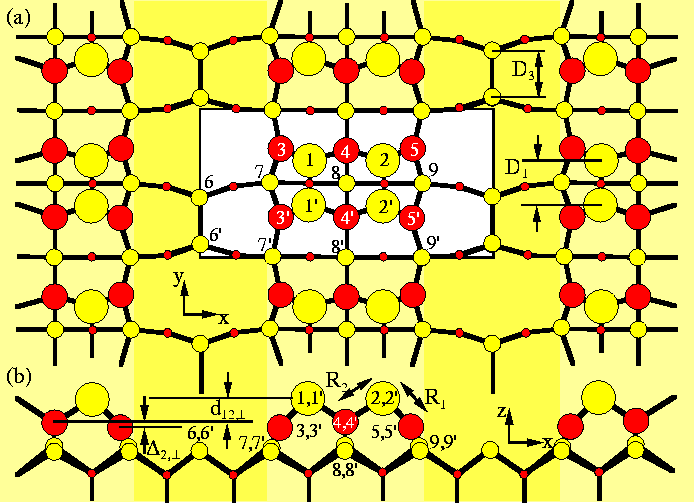 (a)
D₃
3 1 4 2 5
D₁
7 8 9
6
3' 1' 4' 2' 5'
6' 7' 8' 9'
y
x
(b)
1,1' R₂ 2,2' R₁
d₁₂,⊥
3,3' 4,4' 5,5'
z
x
Δ₂,⊥ 6,6' 7,7' 8,8' 9,9'